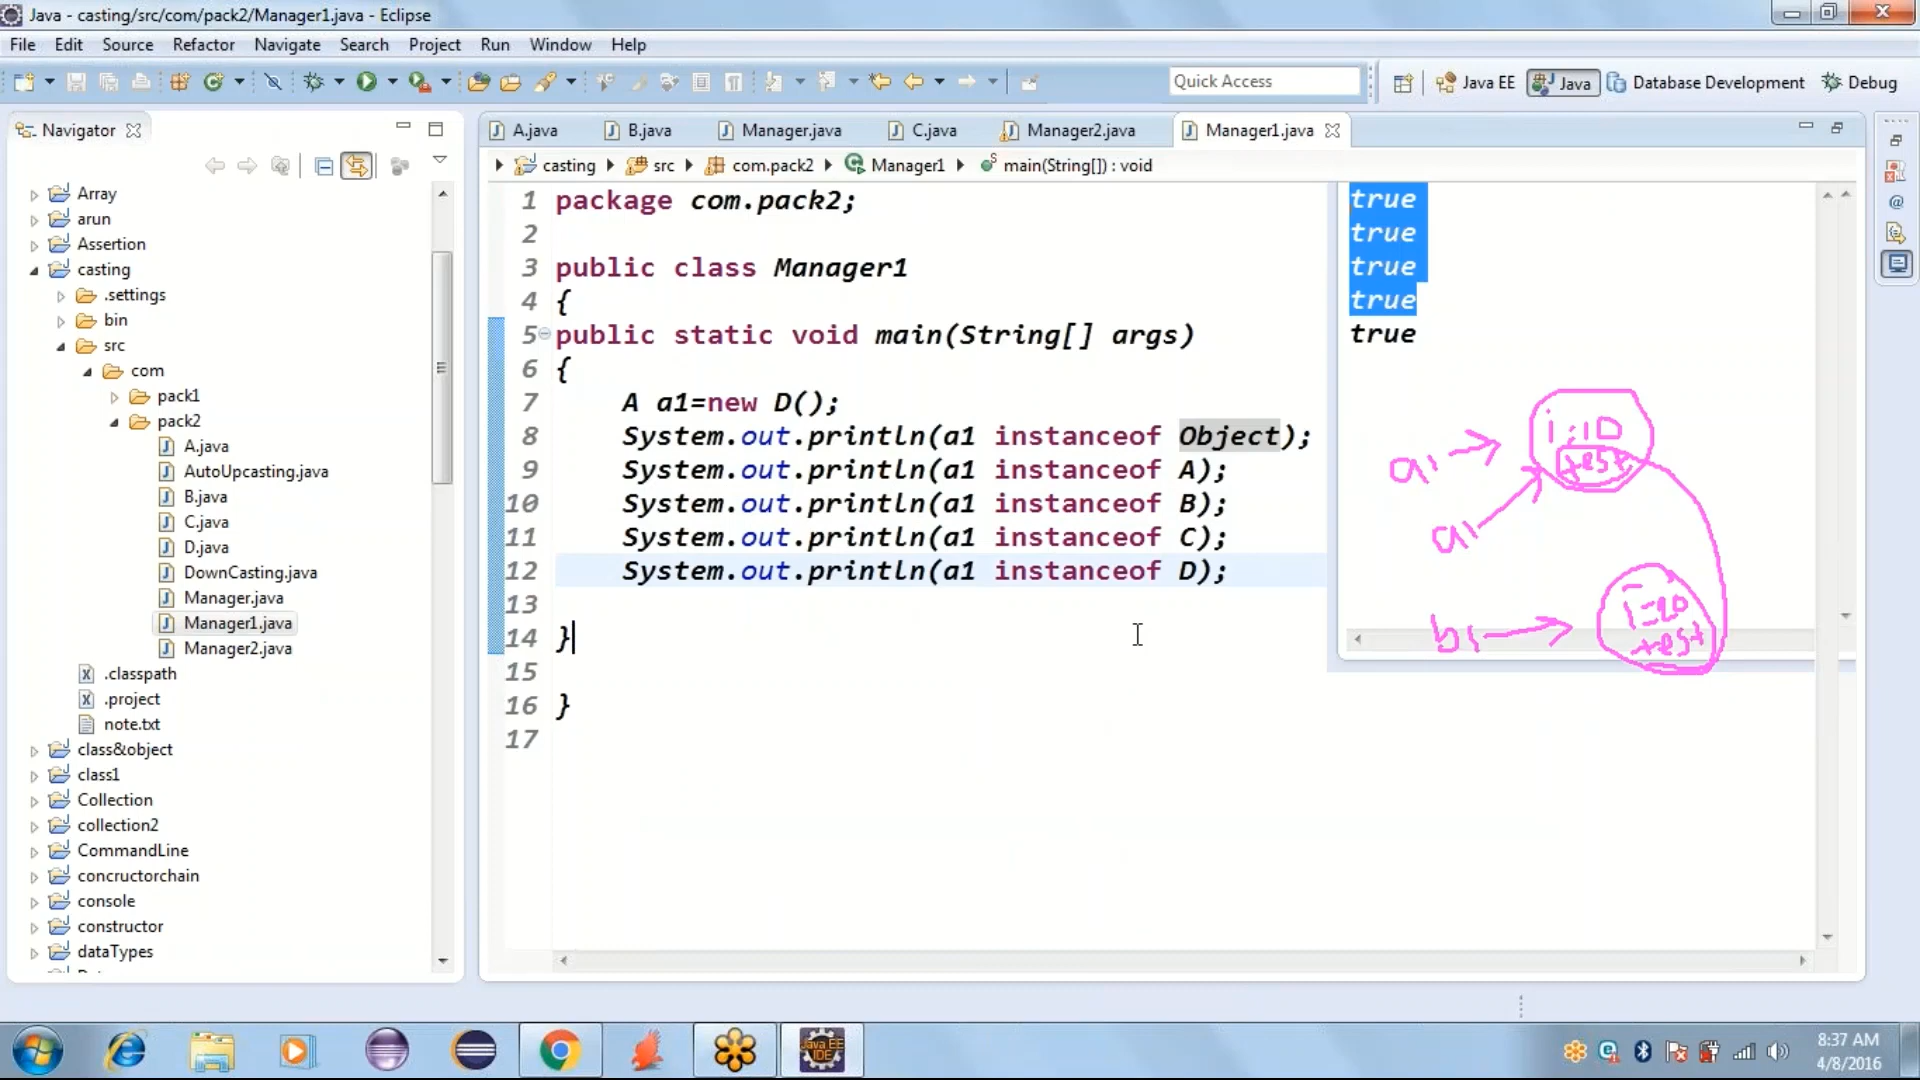 Java - casting/src/com/pack2/Manager1.java - Eclipse
File Edit Source Refactor Navigate Search Project Run Window Help
Quick Access
Java EE Java Database Development Debug
Navigator
A.java B.java Manager.java C.java Manager2.java Manager1.java
casting src com.pack2 Manager1 main(String[]) : void
Array
arun
Assertion
casting
.settings
bin
src
com
pack1
pack2
A.java
AutoUpcasting.java
B.java
C.java
D.java
DownCasting.java
Manager.java
Manager1.java
Manager2.java
.classpath
.project
note.txt
class&object
class1
Collection
collection2
CommandLine
concructorchain
console
constructor
dataTypes
1 package com.pack2;
2
3 public class Manager1
4 {
5 public static void main(String[] args)
6 {
7 A a1=new D();
8 System.out.println(a1 instanceof Object);
9 System.out.println(a1 instanceof A);
10 System.out.println(a1 instanceof B);
11 System.out.println(a1 instanceof C);
12 System.out.println(a1 instanceof D);
13
14 }
15
16 }
17
true
true
true
true
true
a1
i:10
test
a1
b1
i=20
test
Java EE
IDE
8:37 AM
4/8/2016